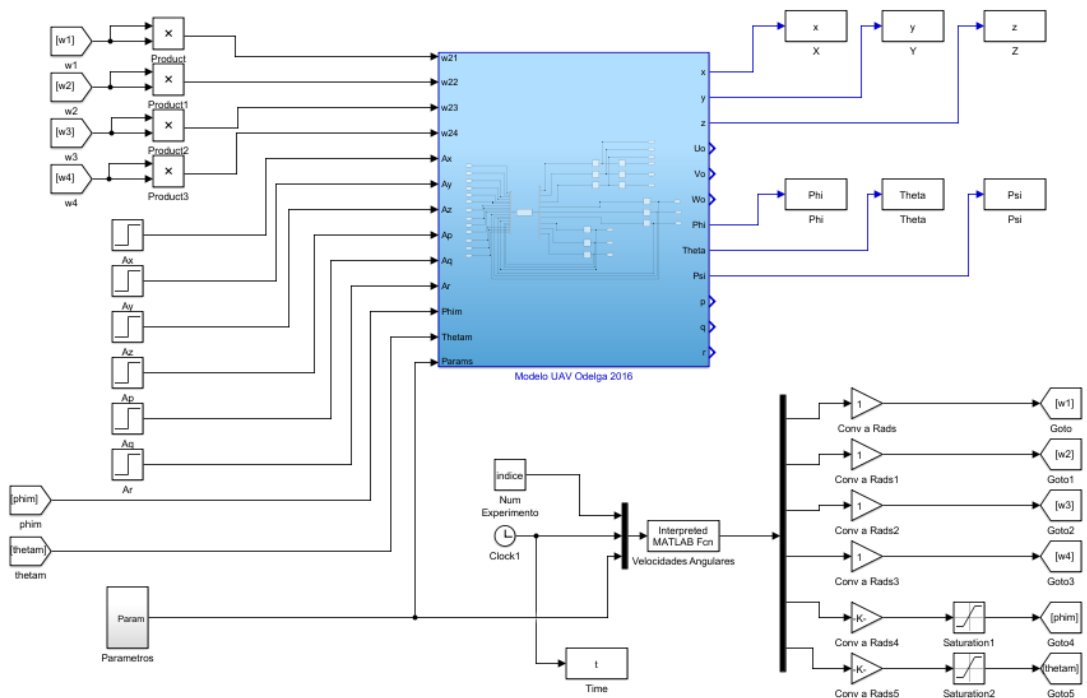 [w1]
w1
×
Product
[w2]
w2
×
Product1
[w3]
w3
×
Product2
[w4]
w4
×
Product3
Ax
Ay
Az
Ap
Aq
Ar
[phim]
phim
[thetam]
thetam
Param
Parametros
w21
w22
w23
w24
Ax
Ay
Az
Ap
Aq
Ar
Phim
Thetam
Params
x
y
z
Uo
Vo
Wo
Phi
Theta
Psi
p
q
r
Modelo UAV Odelga 2016
x
X
y
Y
z
Z
Phi
Phi
Theta
Theta
Psi
Psi
indice
Num
Experimento
Clock1
Interpreted
MATLAB Fcn
Velocidades Angulares
t
Time
1
Conv a Rads
[w1]
Goto
1
Conv a Rads1
[w2]
Goto1
1
Conv a Rads2
[w3]
Goto2
1
Conv a Rads3
[w4]
Goto3
-K-
Conv a Rads4
Saturation1
[phim]
Goto4
-K-
Conv a Rads5
Saturation2
[thetam]
Goto5